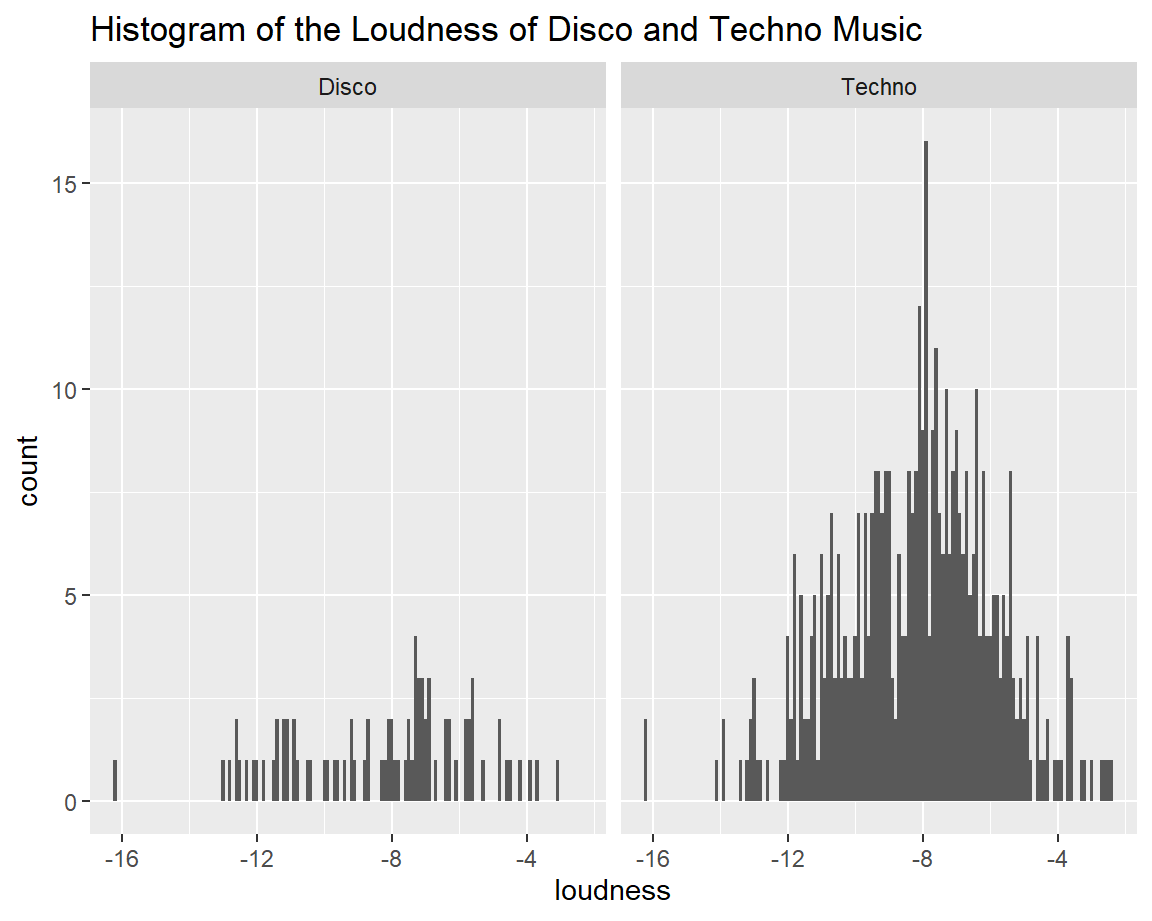 Histogram of the Loudness of Disco and Techno Music
Disco
Techno
15
10
5
0
count
-16
-12
-8
-4
-16
-12
-8
-4
loudness